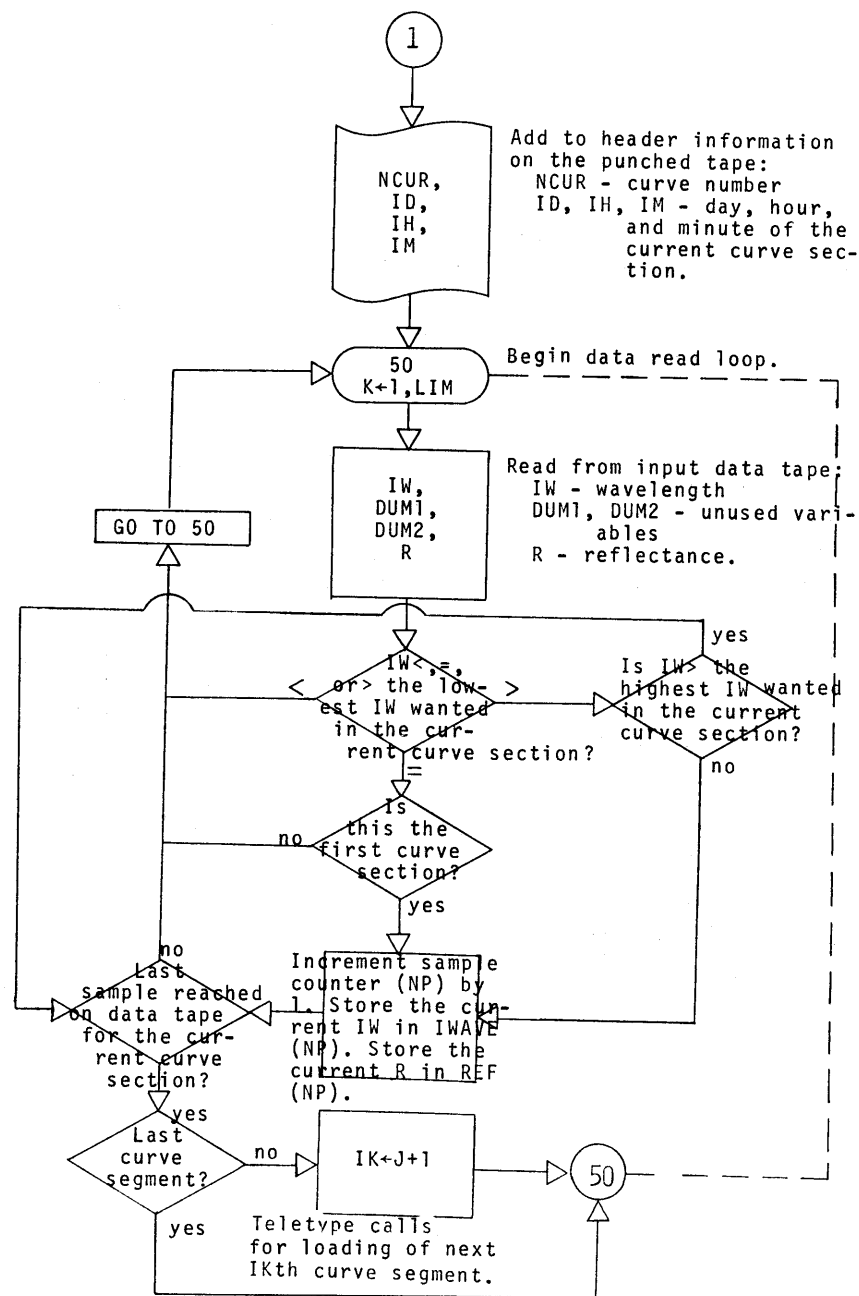 1
NCUR,
ID,
IH,
IM
Add to header information
on the punched tape:
NCUR - curve number
ID, IH, IM - day, hour,
and minute of the
current curve sec-
tion.
50
K←1,LIM
Begin data read loop.
IW,
DUM1,
DUM2,
R
Read from input data tape:
IW - wavelength
DUM1, DUM2 - unused vari-
ables
R - reflectance.
GO TO 50
IW<,=,
or> the low-
est IW wanted
in the cur-
rent curve section?
<
>
=
Is IW> the
highest IW wanted
in the current
curve section?
yes
no
Is
this the
first curve
section?
no
yes
Increment sample
counter (NP) by
1. Store the cur-
rent IW in IWAVE
(NP). Store the
current R in REF
(NP).
no
Last
sample reached
on data tape
for the cur-
rent curve
section?
yes
Last
curve
segment?
no
yes
IK←J+1
Teletype calls
for loading of next
IKth curve segment.
50